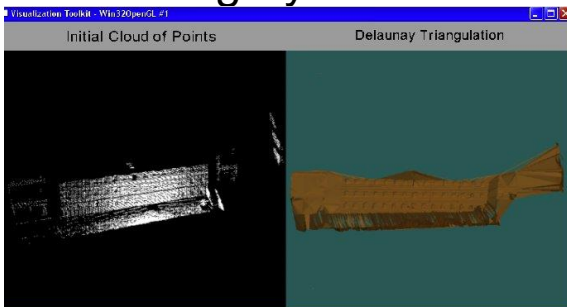 Visualization Toolkit - Win32OpenGL #1
Initial Cloud of Points
Delaunay Triangulation